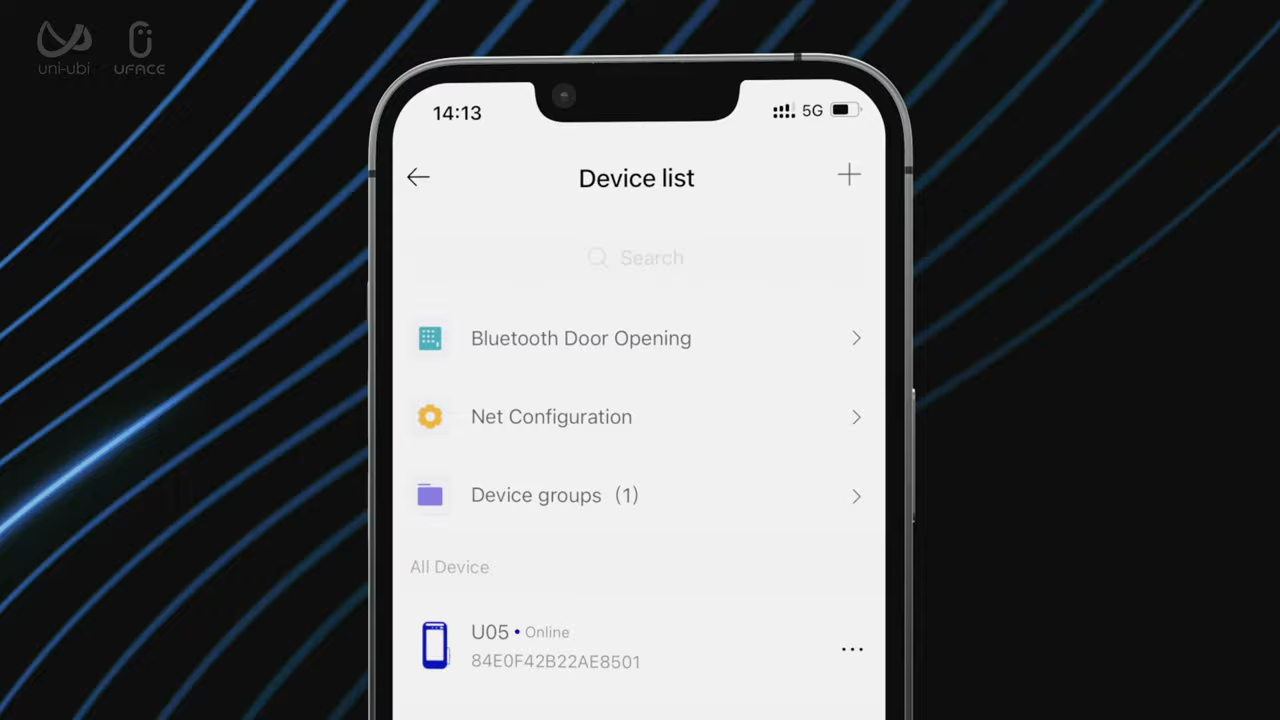 uni-ubi UFACE
14:13 5G
Device list
Search
Bluetooth Door Opening
Net Configuration
Device groups (1)
All Device
U05 • Online
84E0F42B22AE8501